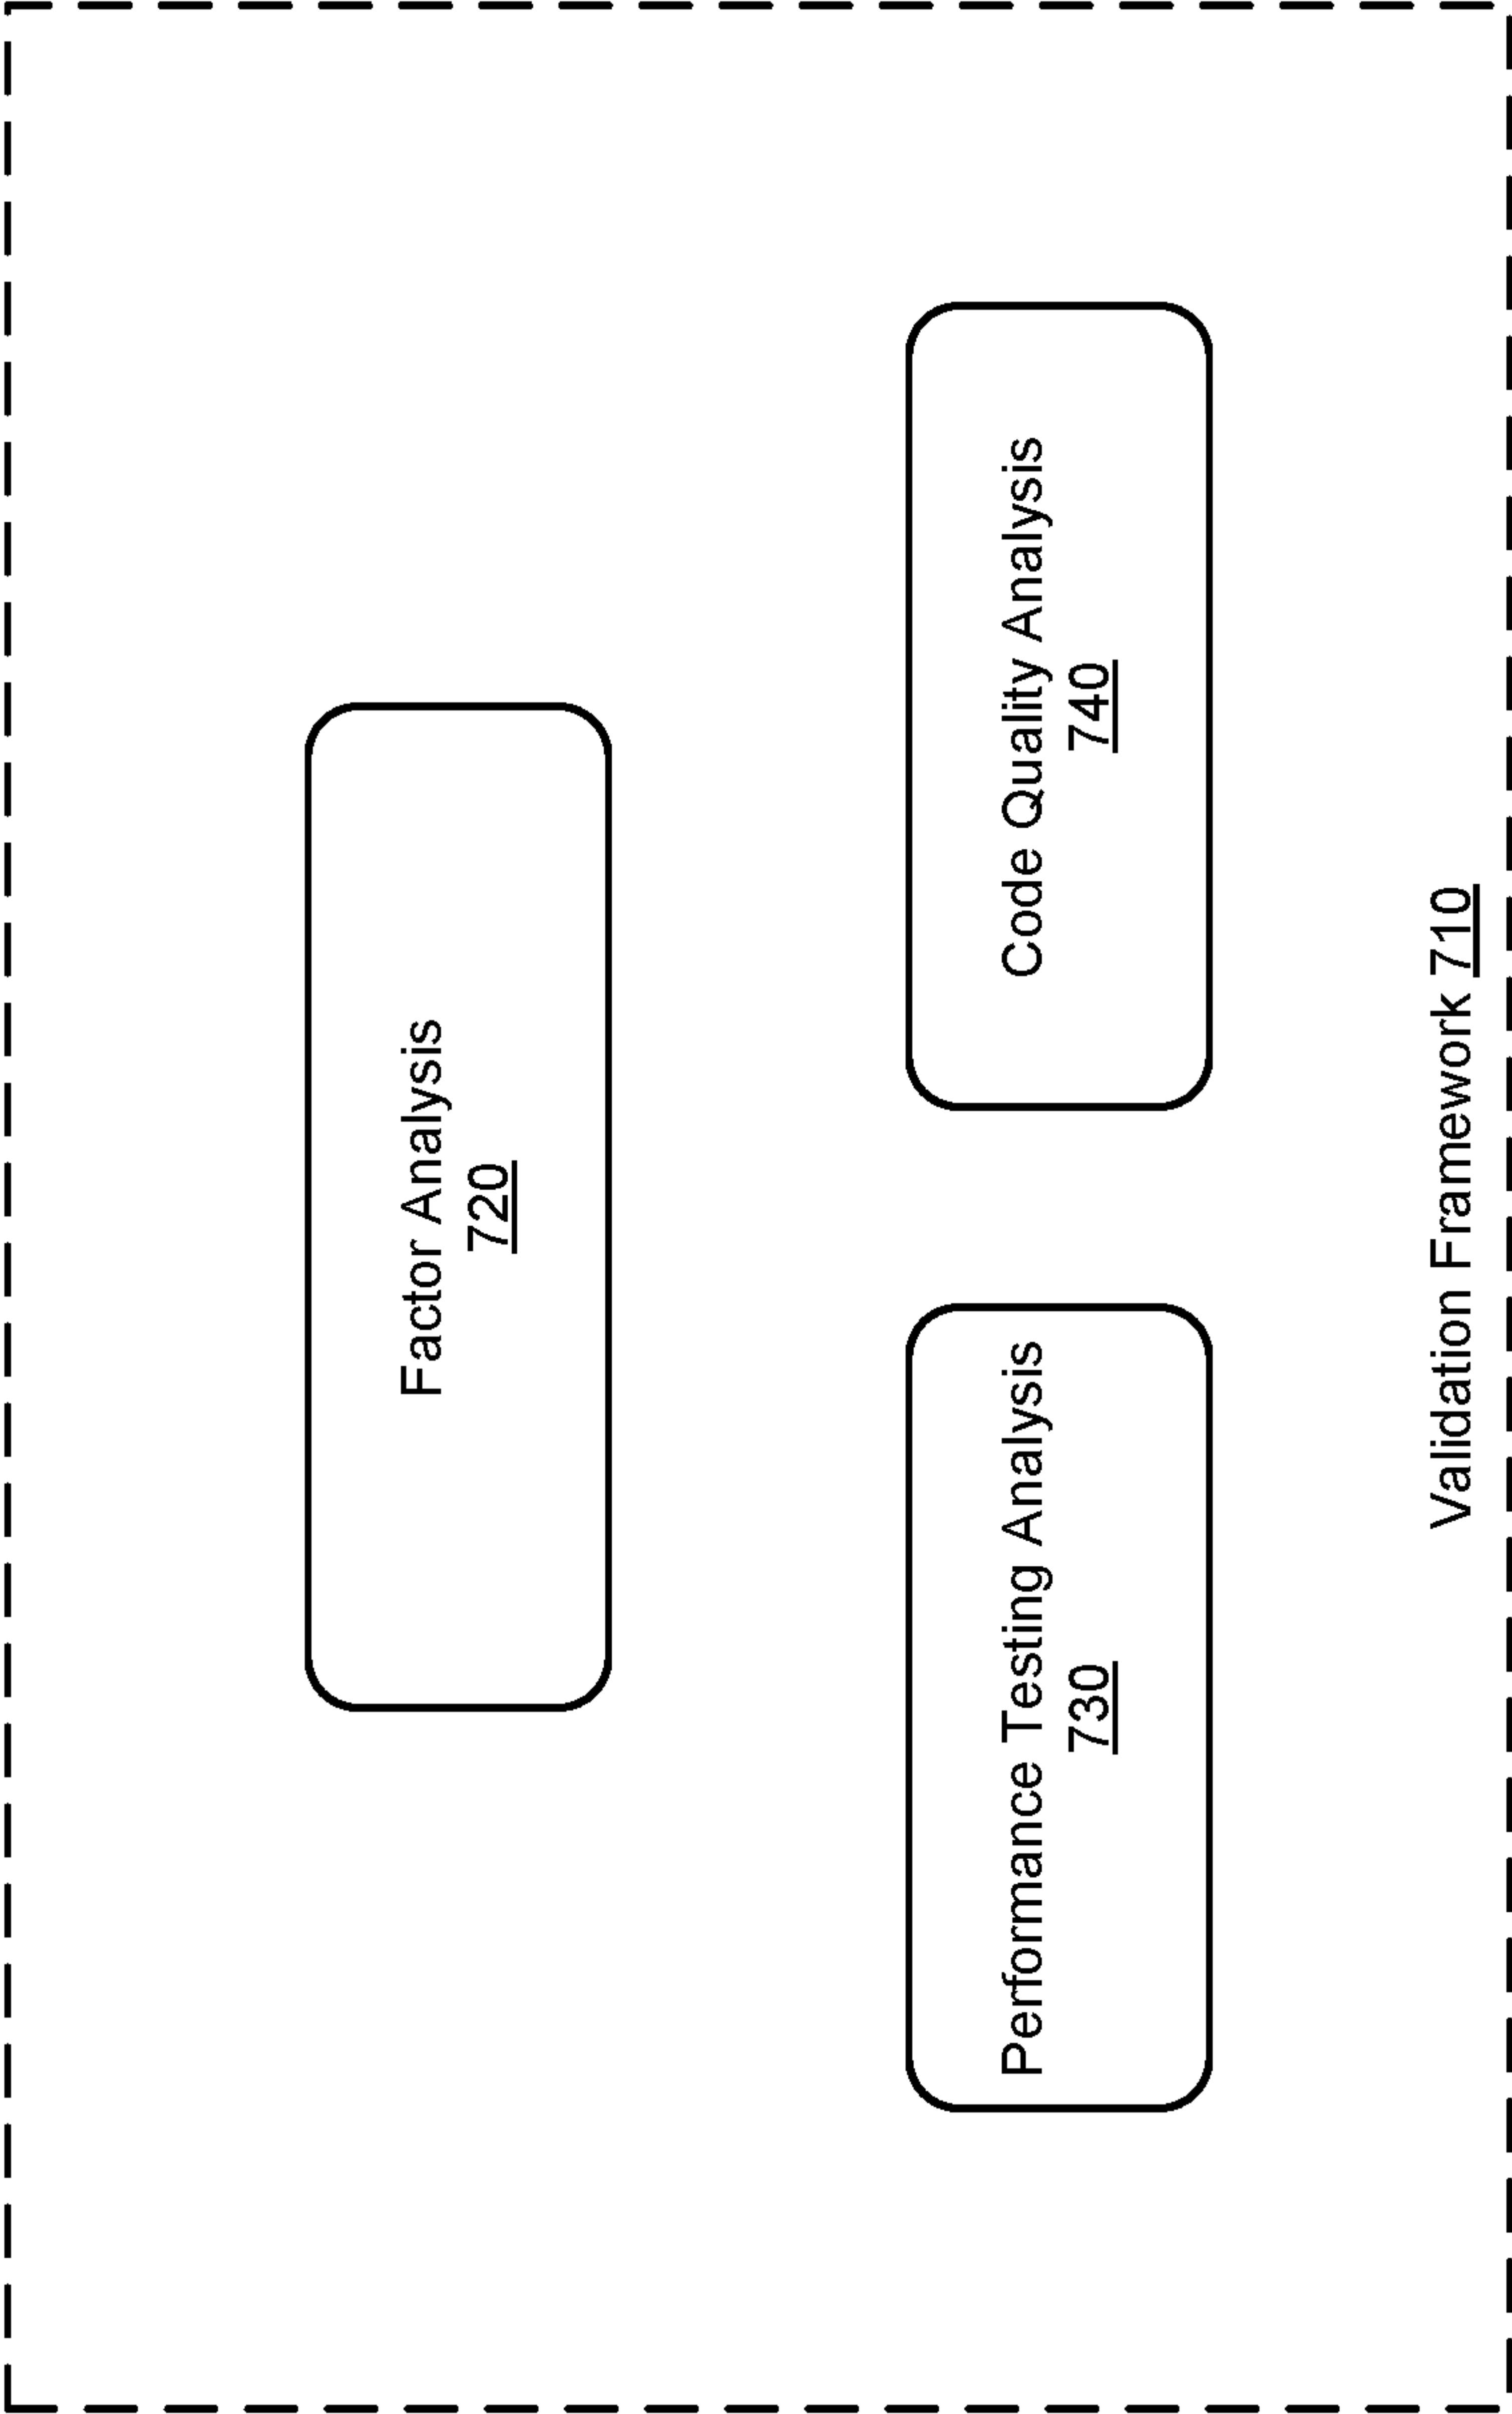 Factor Analysis
720
Performance Testing Analysis
730
Code Quality Analysis
740
Validation Framework 710